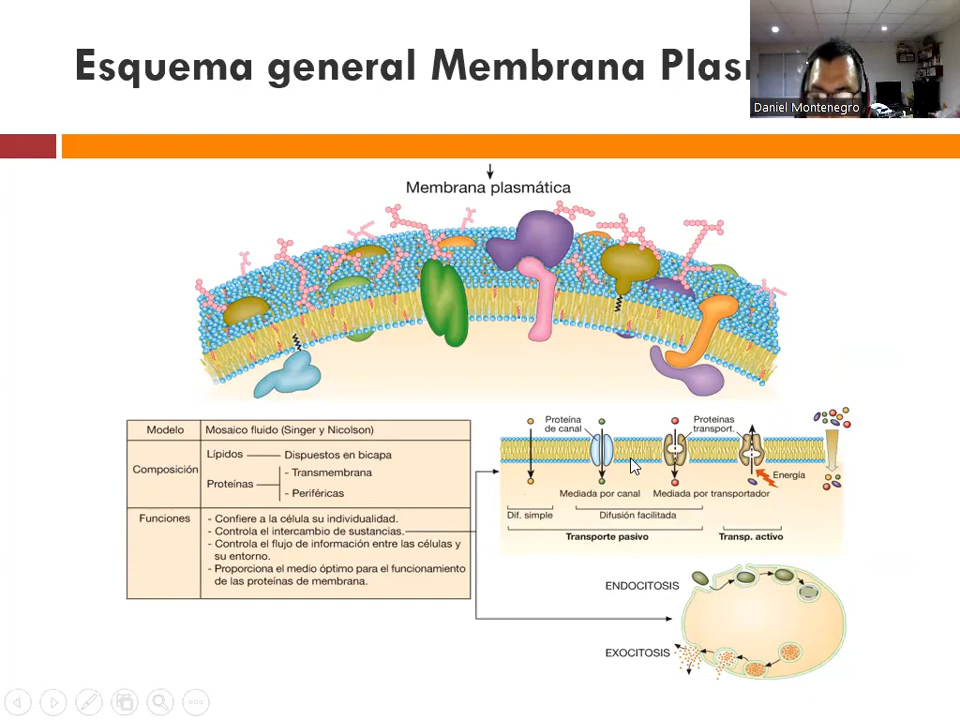 Esquema general Membrana Plas
Daniel Montenegro
Membrana plasmática
Modelo
Mosaico fluido (Singer y Nicolson)
Composición
Lípidos
Dispuestos en bicapa
Proteínas
- Transmembrana
- Periféricas
Funciones
- Confiere a la célula su individualidad.
- Controla el intercambio de sustancias.
- Controla el flujo de información entre las células y
su entorno.
- Proporciona el medio óptimo para el funcionamiento
de las proteínas de membrana.
Proteína
de canal
Proteínas
transport.
Energía
Mediada por canal
Mediada por transportador
Dif. simple
Difusión facilitada
Transporte pasivo
Transp. activo
ENDOCITOSIS
EXOCITOSIS